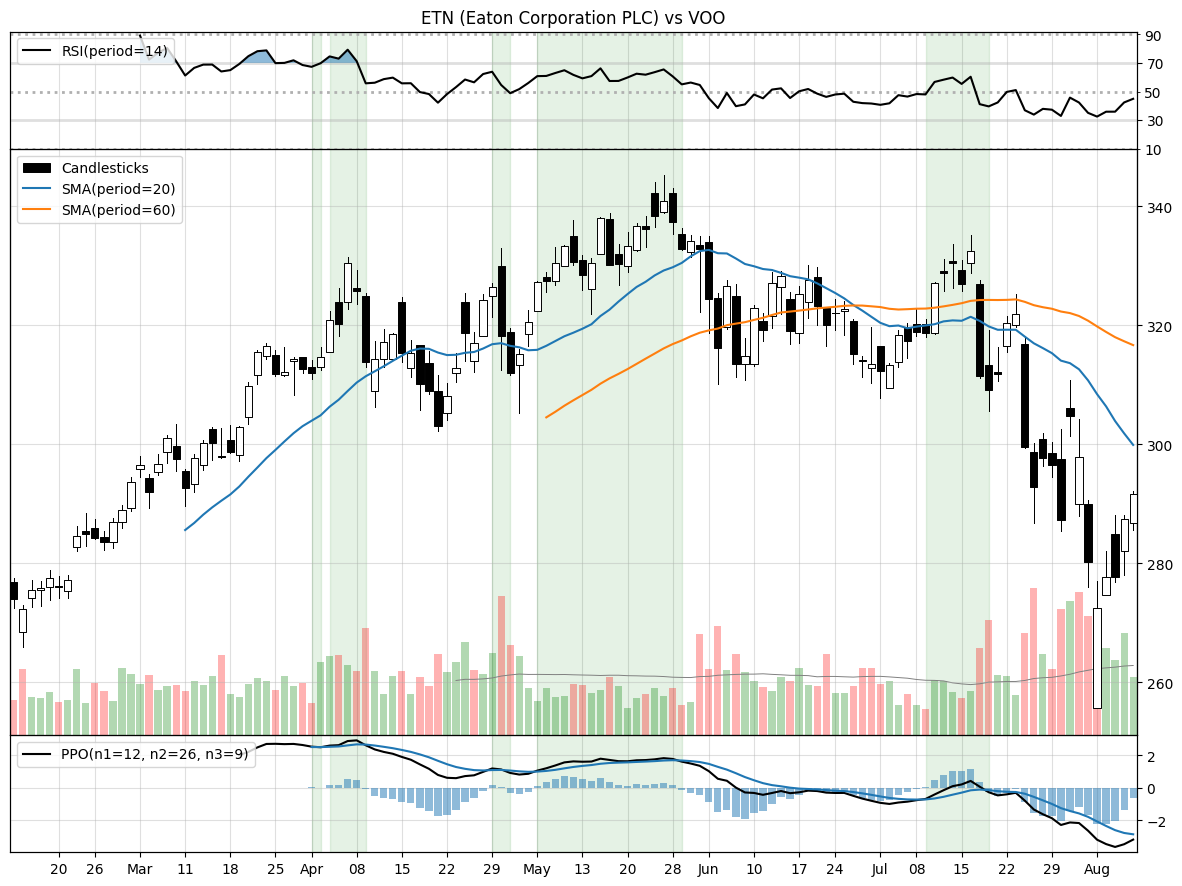 ETN (Eaton Corporation PLC) vs VOO
RSI(period=14)
90
70
50
30
10
Candlesticks
SMA(period=20)
SMA(period=60)
340
320
300
280
260
PPO(n1=12, n2=26, n3=9)
2
0
−2
20 26 Mar 11 18 25 Apr 08 15 22 29 May 13 20 28 Jun 10 17 24 Jul 08 15 22 29 Aug